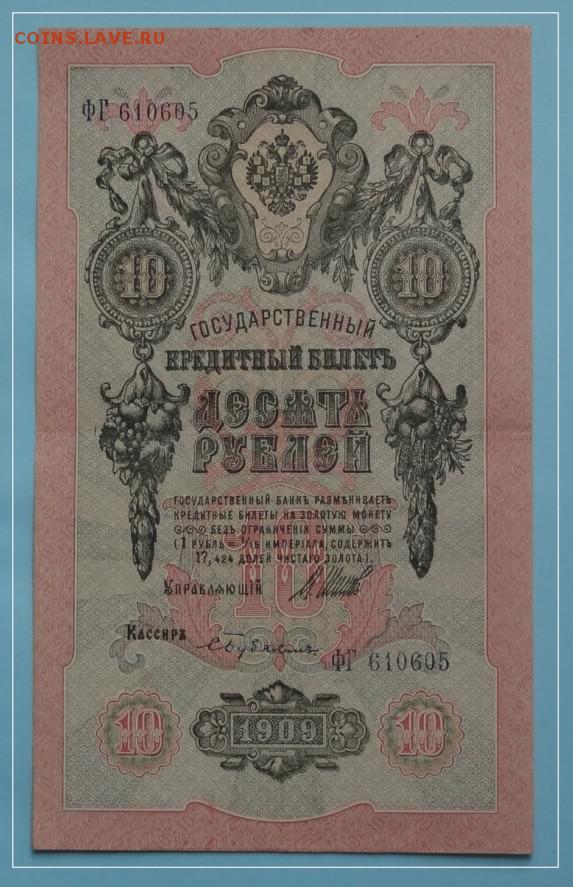 COINS.LAVE.RU
ФГ 610605
10 10
ГОСУДАРСТВЕННЫЙ
КРЕДИТНЫЙ БИЛЕТЪ
ДЕСЯТЬ
РУБЛЕЙ
ГОСУДАРСТВЕННЫЙ БАНКЪ РАЗМѢНИВАЕТЪ
КРЕДИТНЫЕ БИЛЕТЫ НА ЗОЛОТУЮ МОНЕТУ
БЕЗЪ ОГРАНИЧЕНІЯ СУММЫ
(1 РУБЛЬ = 1/15 ИМПЕРІАЛА, СОДЕРЖИТЪ
17,424 ДОЛЕЙ ЧИСТАГО ЗОЛОТА).
10
УПРАВЛЯЮЩІЙ
КАССИРЪ
ФГ 610605
10 1909 10